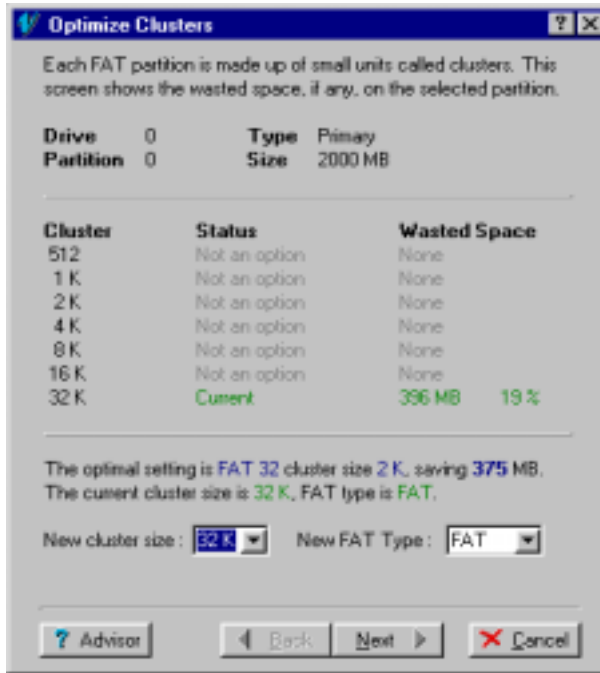 Optimize Clusters
Each FAT partition is made up of small units called clusters. This
screen shows the wasted space, if any, on the selected partition.
Drive 0 Type Primary
Partition 0 Size 2000 MB
Cluster Status Wasted Space
512 Not an option None
1 K Not an option None
2 K Not an option None
4 K Not an option None
8 K Not an option None
16 K Not an option None
32 K Current 396 MB 19 %
The optimal setting is FAT 32 cluster size 2 K, saving 375 MB.
The current cluster size is 32 K, FAT type is FAT.
New cluster size : 32 K New FAT Type : FAT
? Advisor Back Next Cancel